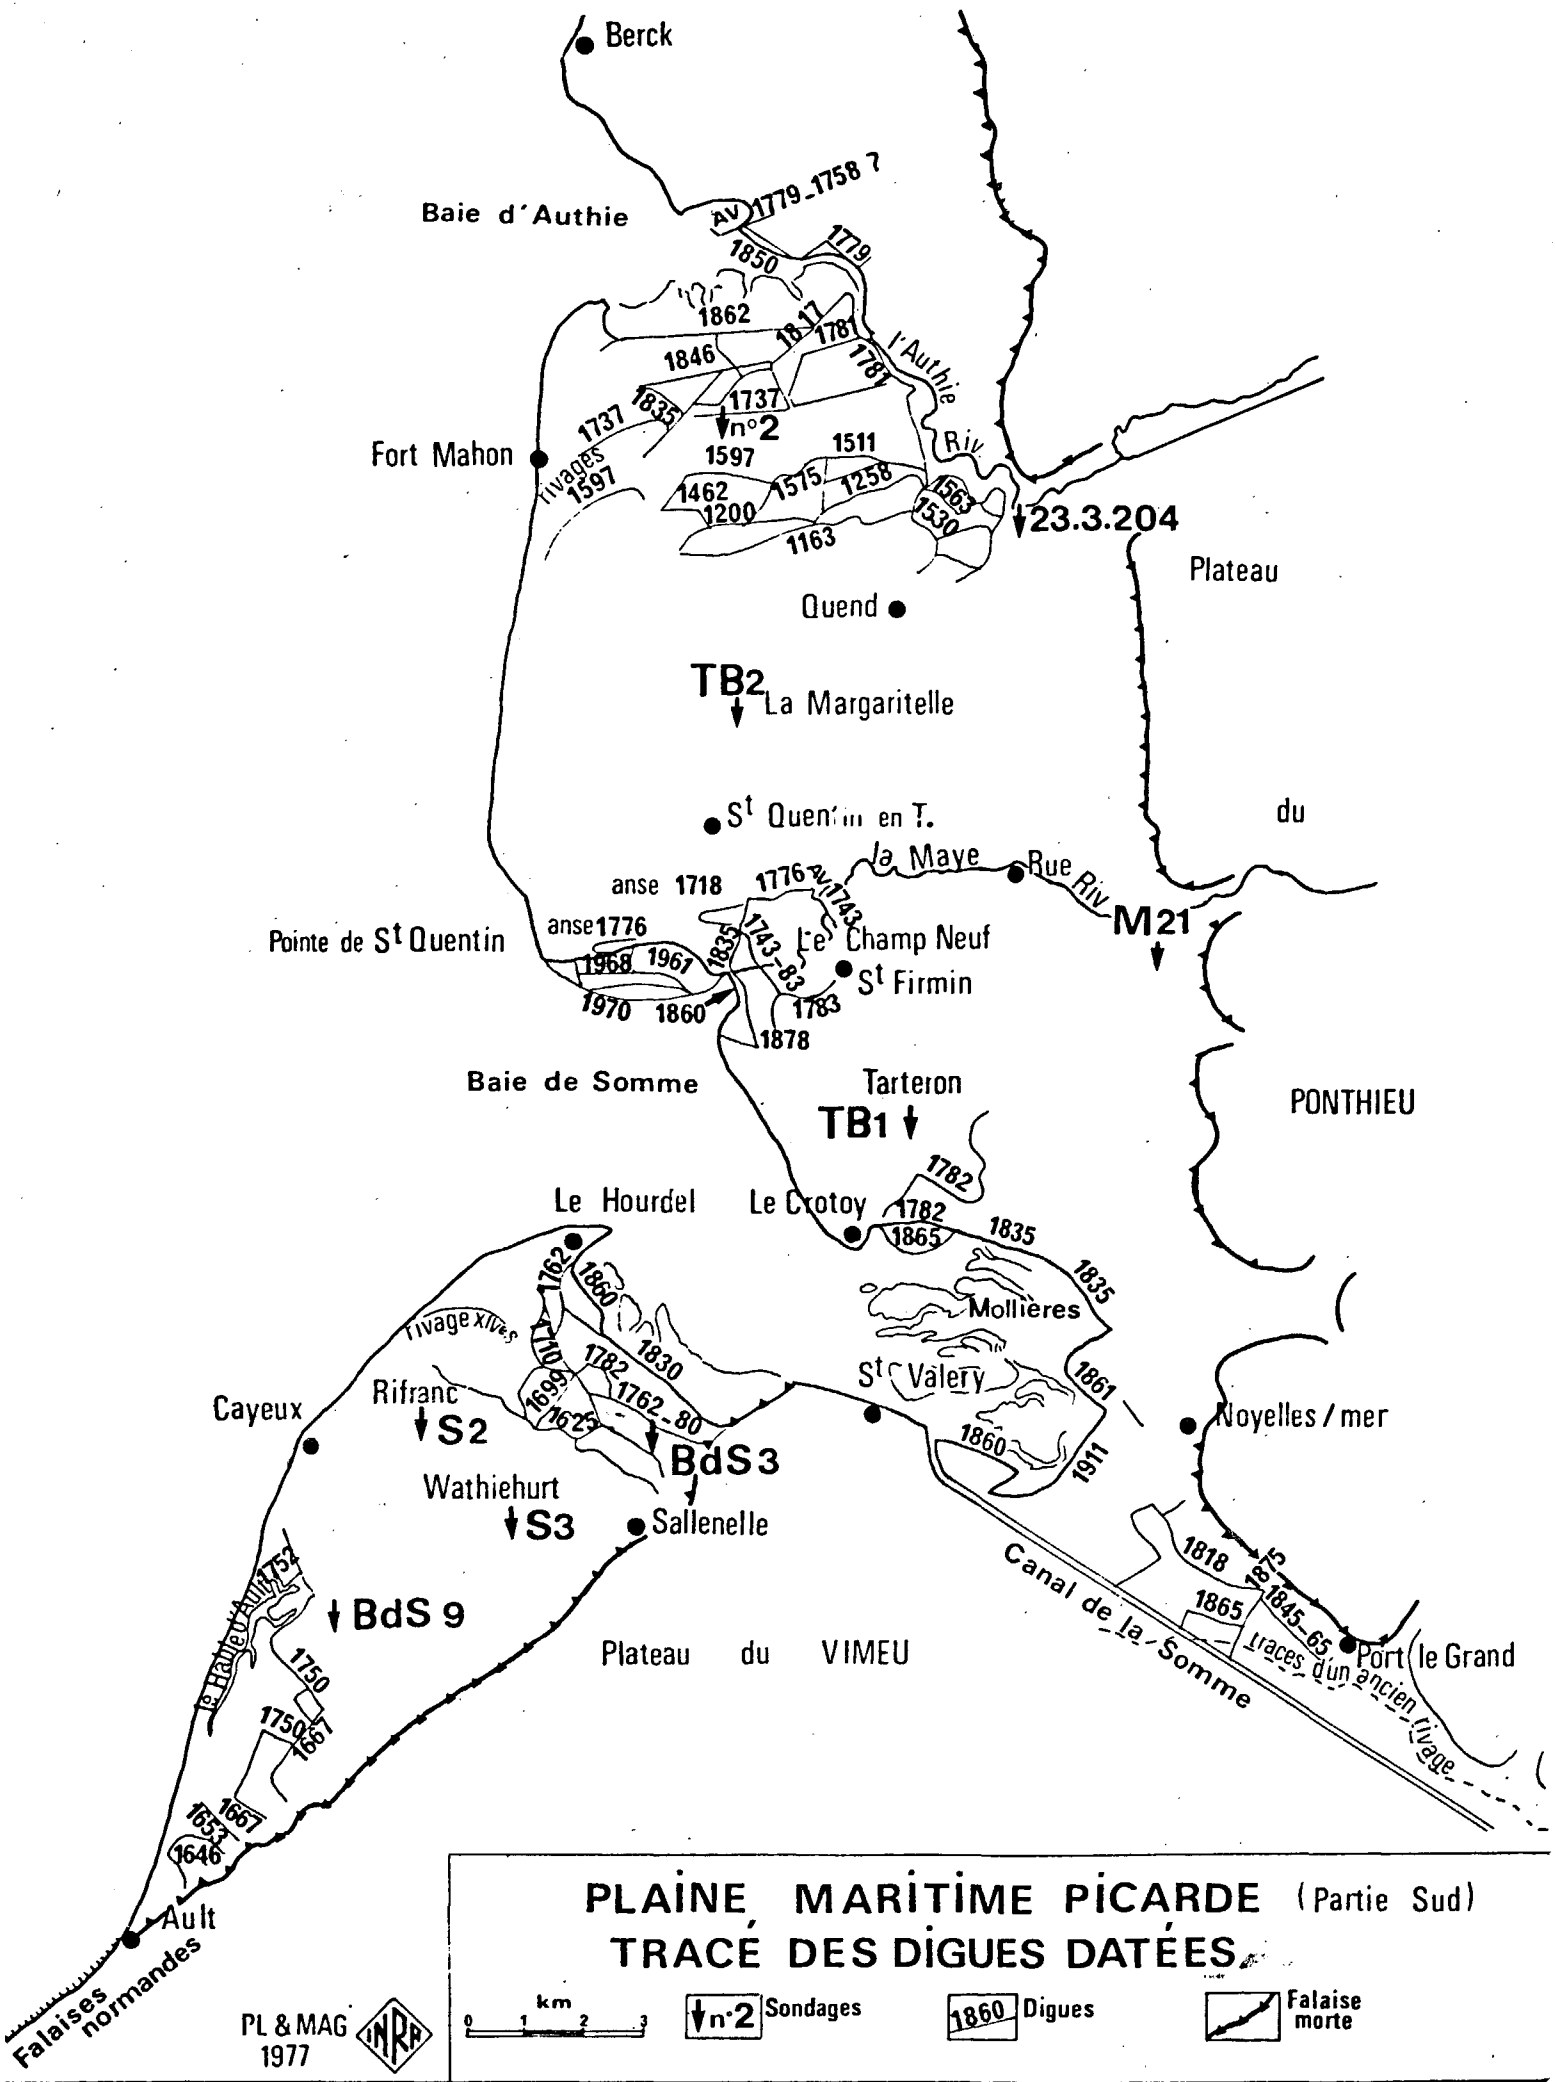 Berck
Baie d'Authie
AV
1779_1758 ?
1850
1779
1862
1817
1781
1846
1781
l'Authie
1835
1737
1737
n°2
Riv.
Fort Mahon
rivages
1597
1597
1511
1462
1575
1258
1563
1200
1530
1163
23.3.204
Plateau
Quend
TB2
La Margaritelle
St Quentin en T.
du
la Maye
Rue
Riv
anse 1718
1776
AV
1743
M21
anse 1776
Pointe de St Quentin
1968
1961
1835
1743-83
Le Champ Neuf
St Firmin
1970
1860
1783
1878
Baie de Somme
Tarteron
TB1
PONTHIEU
1782
Le Hourdel
Le Crotoy
1782
1865
1835
1835
1762
1860
Mollières
rivage XIVes
1710
1782
1830
St Valery
1861
Rifranc
1699
1762_80
Cayeux
S2
1625
1860
Noyelles/mer
BdS3
1911
Wathiehurt
S3
Sallenelle
1752
Canal de la Somme
1818
1875
le Hable d'Ault
BdS 9
1865
1845-65
Plateau du VIMEU
Port le Grand
traces d'un ancien rivage
1750
1750
1667
1653
1667
1646
Ault
Falaises
normandes
PLAINE MARITIME PICARDE (Partie Sud)
TRACÉ DES DIGUES DATÉES
km
0 1 2 3
n°2 Sondages
1860 Digues
Falaise
morte
PL & MAG
1977
INRA